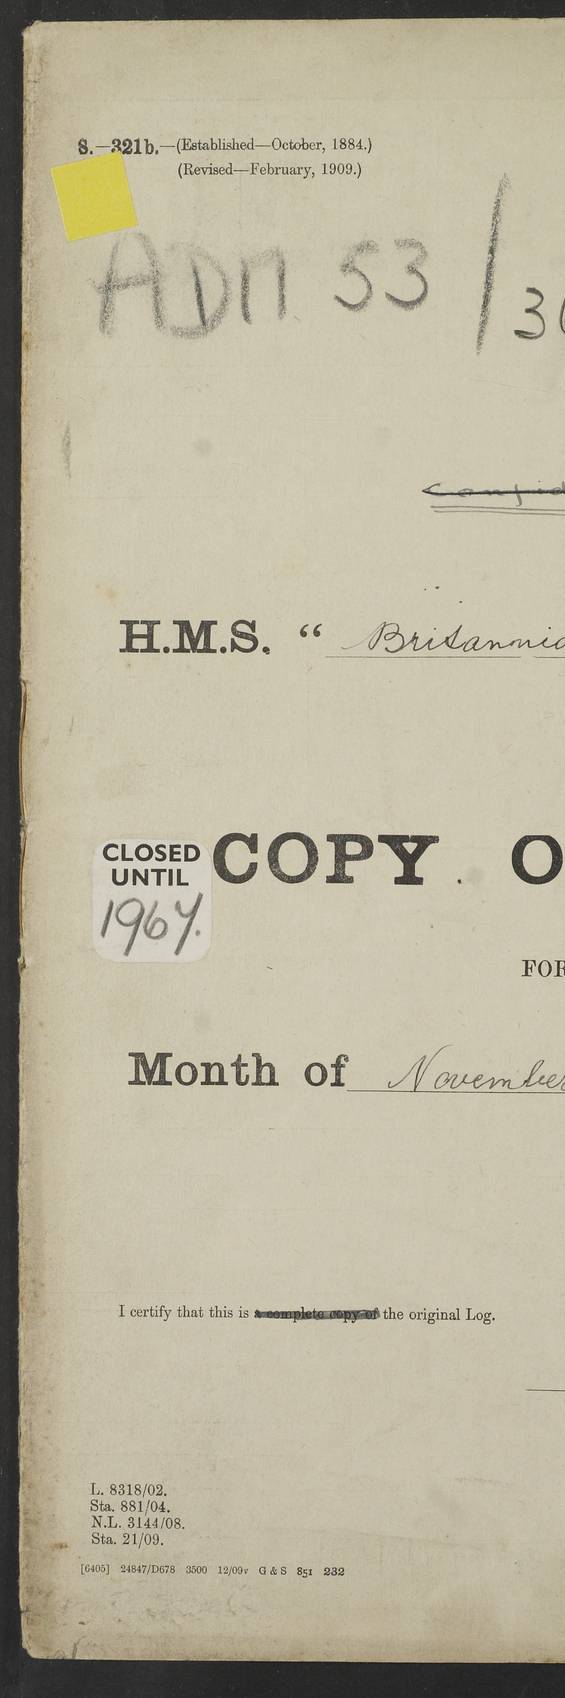 S.—321b.—(Established—October, 1884.)
(Revised—February, 1909.)
ADM 53 / 30
H.M.S. “ Britannia
CLOSED
UNTIL
1967.
COPY O
FOR
Month of November
I certify that this is a complete copy of the original Log.
L. 8318/02.
Sta. 881/04.
N.L. 3144/08.
Sta. 21/09.
[6405] 24847/D678 3500 12/09v G & S 851 232